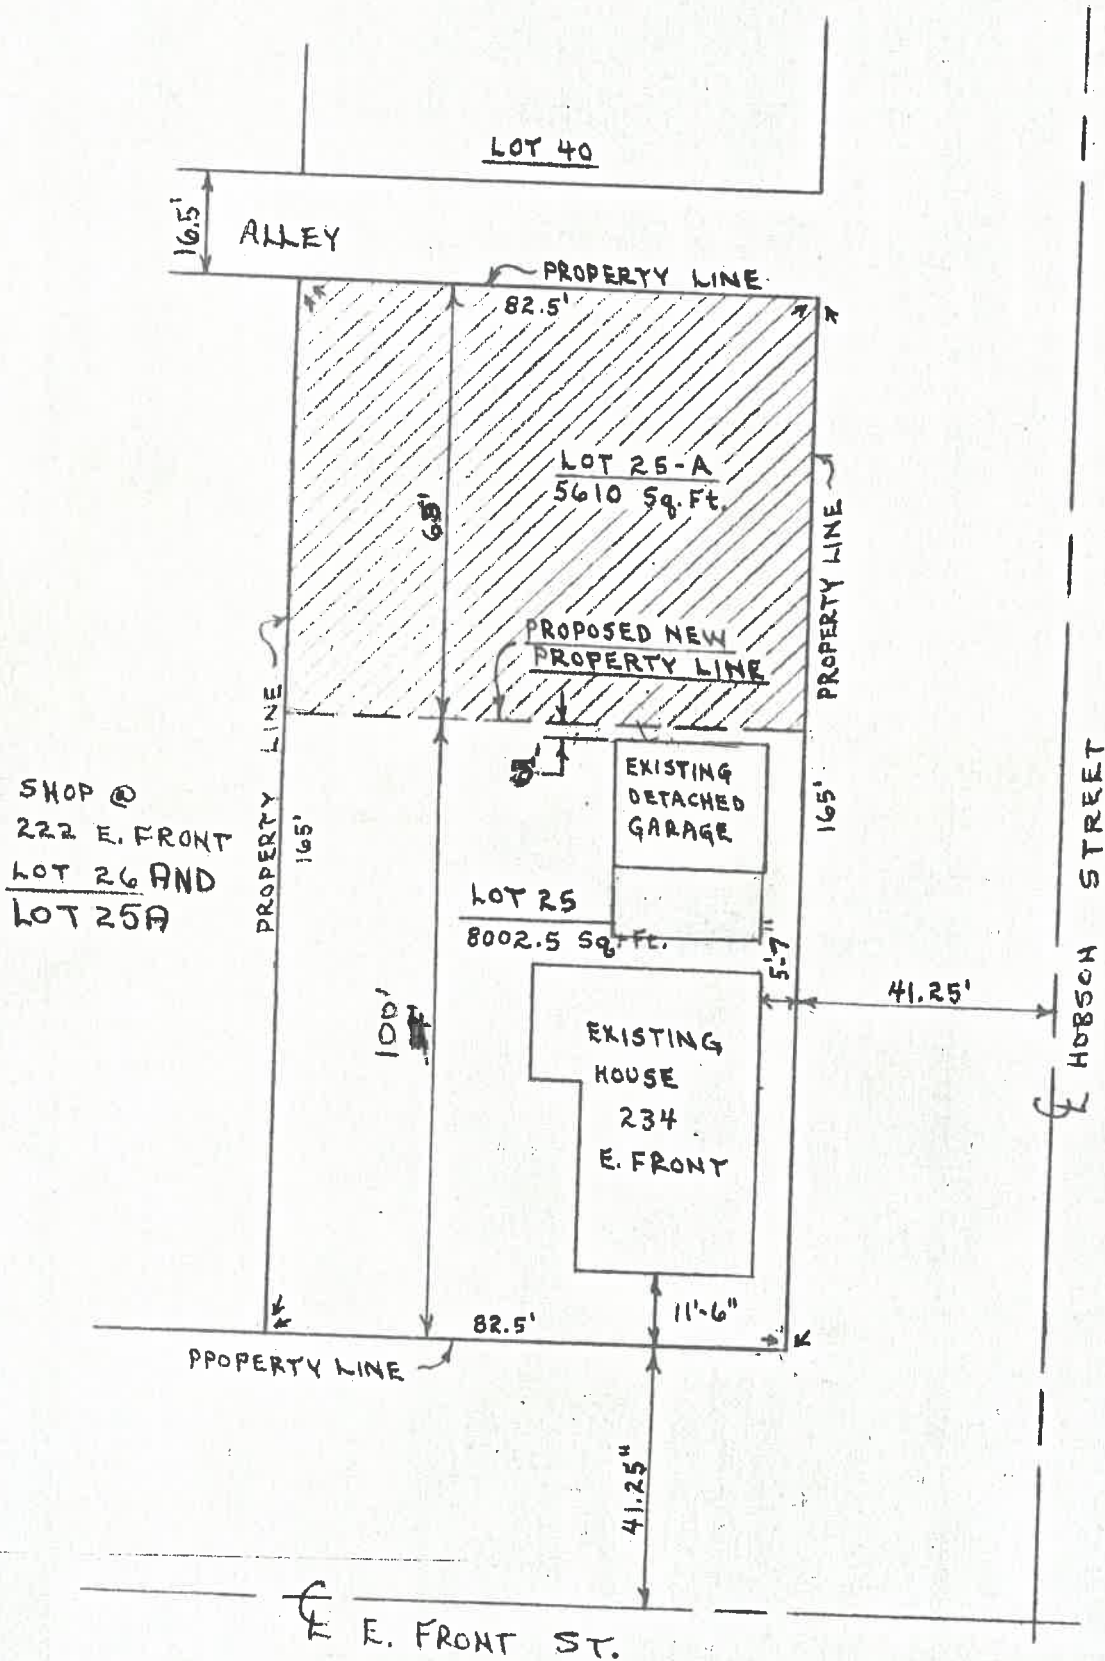 LOT 40
16.5'
ALLEY
PROPERTY LINE
82.5'
LOT 25-A
5610 Sq. Ft.
PROPERTY LINE
PROPOSED NEW
PROPERTY LINE
PROPERTY LINE
165'
165'
EXISTING
DETACHED
GARAGE
SHOP @
222 E. FRONT
LOT 26 AND
LOT 25A
LOT 25
8002.5 Sq. Ft.
5'-7"
41.25'
HOBSON STREET
100'
EXISTING
HOUSE
234
E. FRONT
11'-6"
82.5'
PPOPERTY LINE
41.25"
E. FRONT ST.